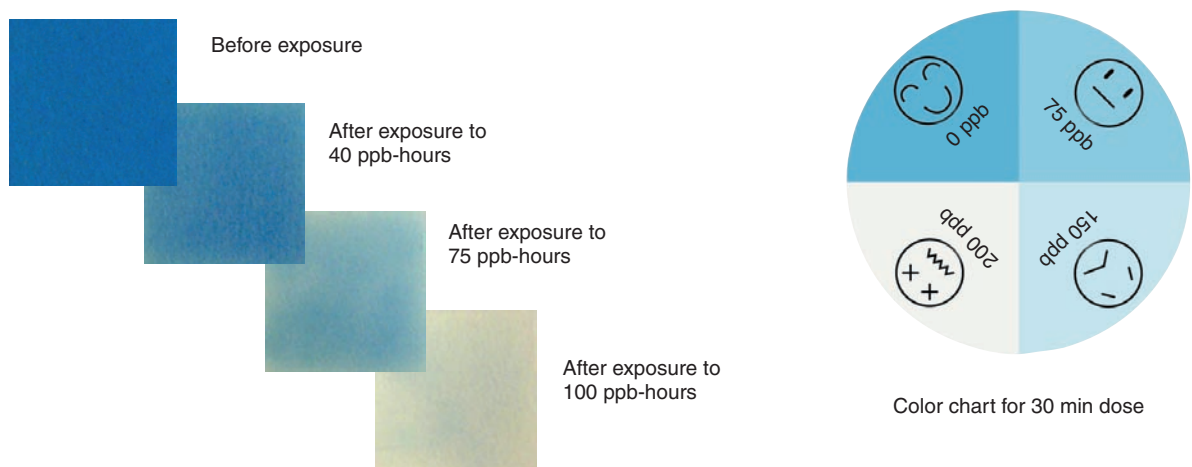 Before exposure
After exposure to
40 ppb-hours
After exposure to
75 ppb-hours
After exposure to
100 ppb-hours
0 ppb
75 ppb
200 ppb
150 ppb
Color chart for 30 min dose